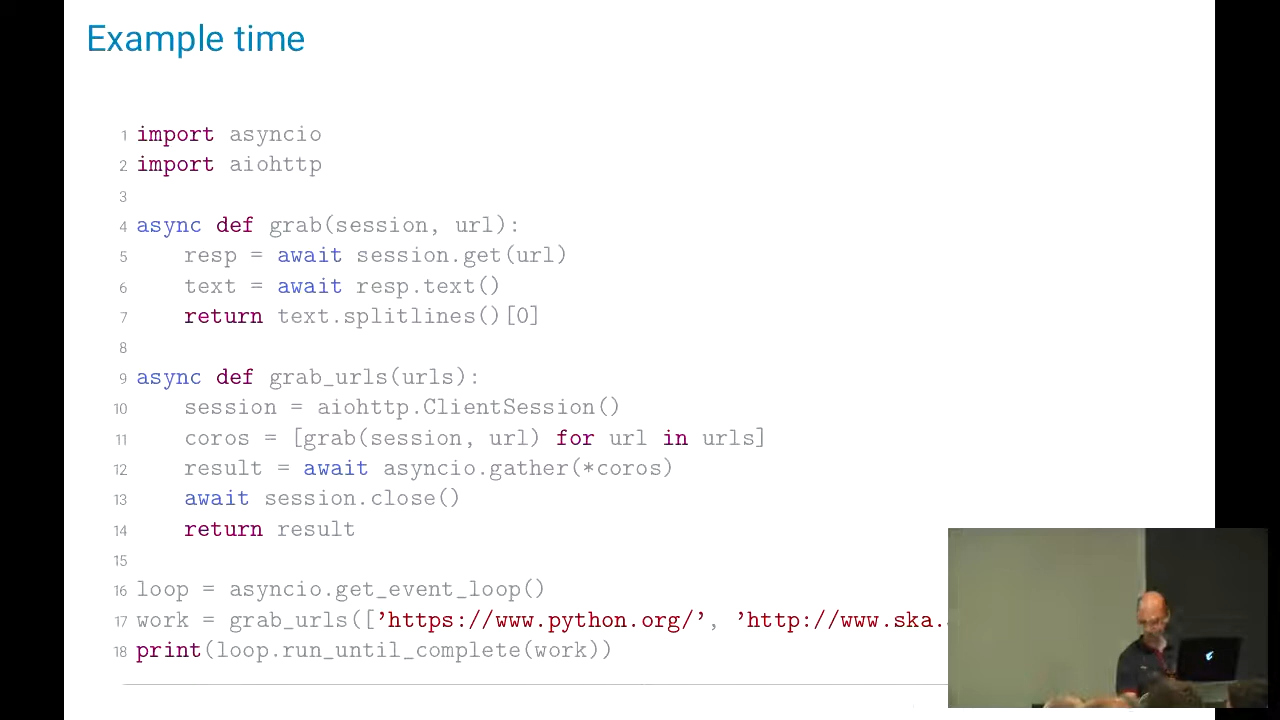 Example time
1 import asyncio
2 import aiohttp
3
4 async def grab(session, url):
5     resp = await session.get(url)
6     text = await resp.text()
7     return text.splitlines()[0]
8
9 async def grab_urls(urls):
10     session = aiohttp.ClientSession()
11     coros = [grab(session, url) for url in urls]
12     result = await asyncio.gather(*coros)
13     await session.close()
14     return result
15
16 loop = asyncio.get_event_loop()
17 work = grab_urls(['https://www.python.org/', 'http://www.ska.
18 print(loop.run_until_complete(work))